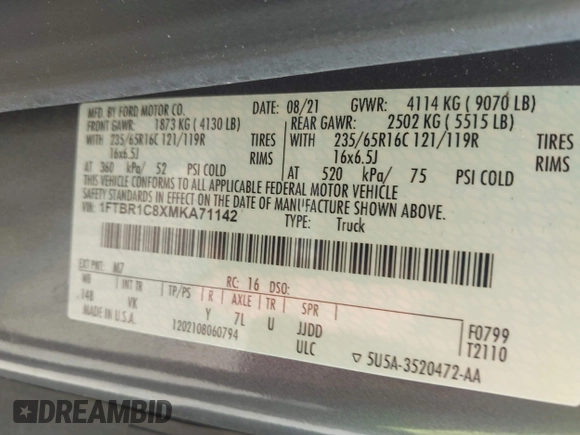 MFD. BY FORD MOTOR CO.
DATE: 08/21 GVWR: 4114 KG ( 9070 LB)
FRONT GAWR: 1873 KG ( 4130 LB) REAR GAWR: 2502 KG ( 5515 LB)
235/65R16C 121/119R TIRES WITH: 235/65R16C 121/119R TIRES
16x6.5J RIMS 16x6.5J RIMS
AT 360 kPa/ 52 PSI COLD AT 520 kPa/ 75 PSI COLD
THIS VEHICLE CONFORMS TO ALL APPLICABLE FEDERAL MOTOR VEHICLE
SAFETY STANDARDS IN EFFECT ON THE DATE OF MANUFACTURE SHOWN ABOVE.
VIN: 1FTBR1C8XMKA71142
TYPE: Truck
EXT PNT: M7 RC: 16 DSO:
WB INT TR TP/PS R AXLE TR SPR
.148 VK Y 7L U JJDD F0799
MADE IN U.S.A. 1202108060794 ULC T2110
▽ 5U5A-3520472-AA
DREAMBID